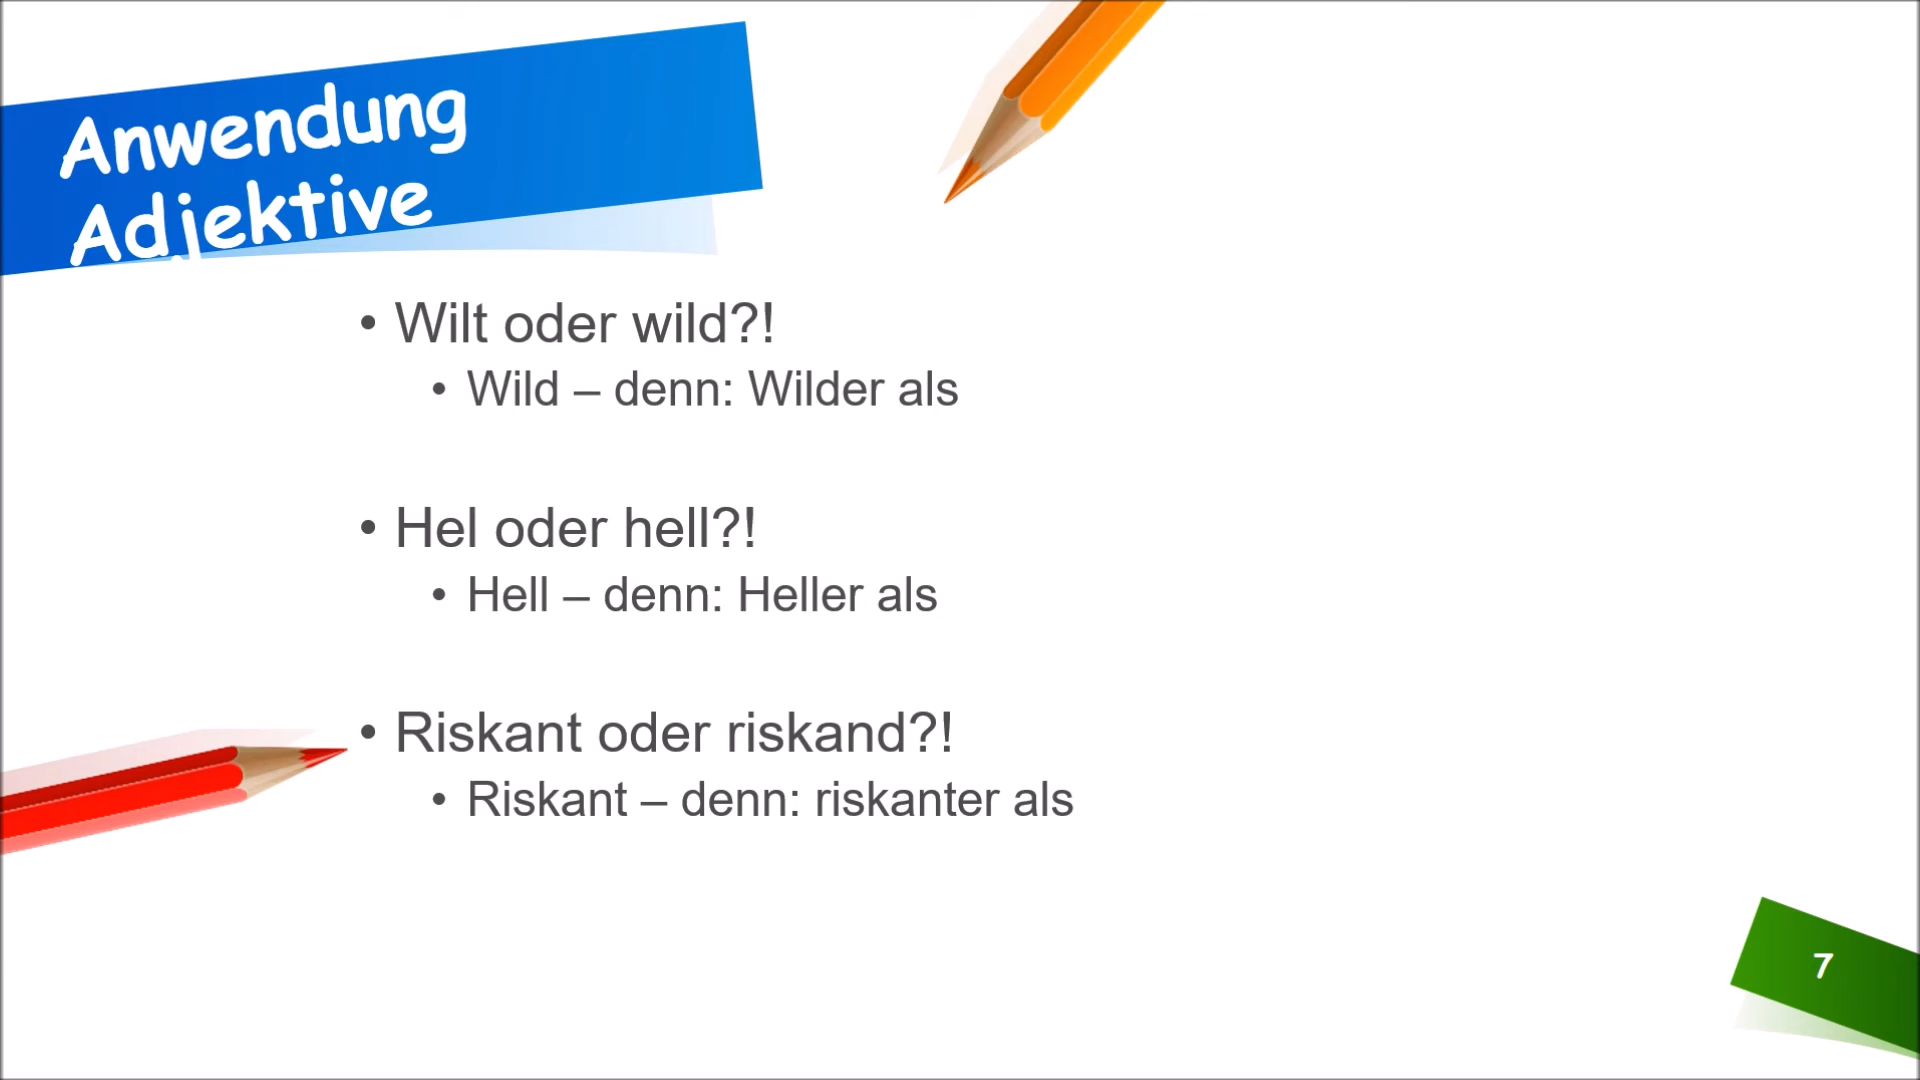 Anwendung
Adjektive
• Wilt oder wild?!
• Wild – denn: Wilder als
• Hel oder hell?!
• Hell – denn: Heller als
• Riskant oder riskand?!
• Riskant – denn: riskanter als
7